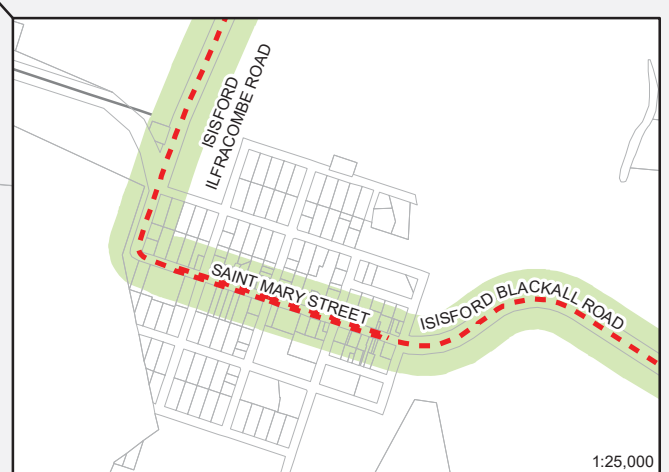 ISISFORD
ILFRACOMBE ROAD
SAINT MARY STREET
ISISFORD BLACKALL ROAD
1:25,000